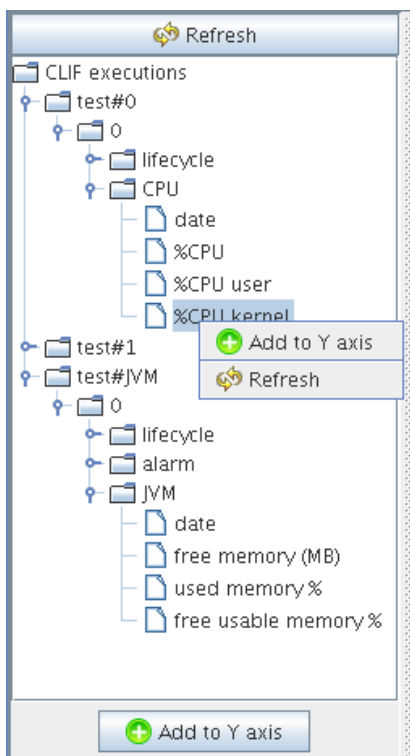 Refresh
CLIF executions
test#0
0
lifecycle
CPU
date
%CPU
%CPU user
%CPU kernel
Add to Y axis
test#1
Refresh
test#JVM
0
lifecycle
alarm
JVM
date
free memory (MB)
used memory %
free usable memory %
Add to Y axis